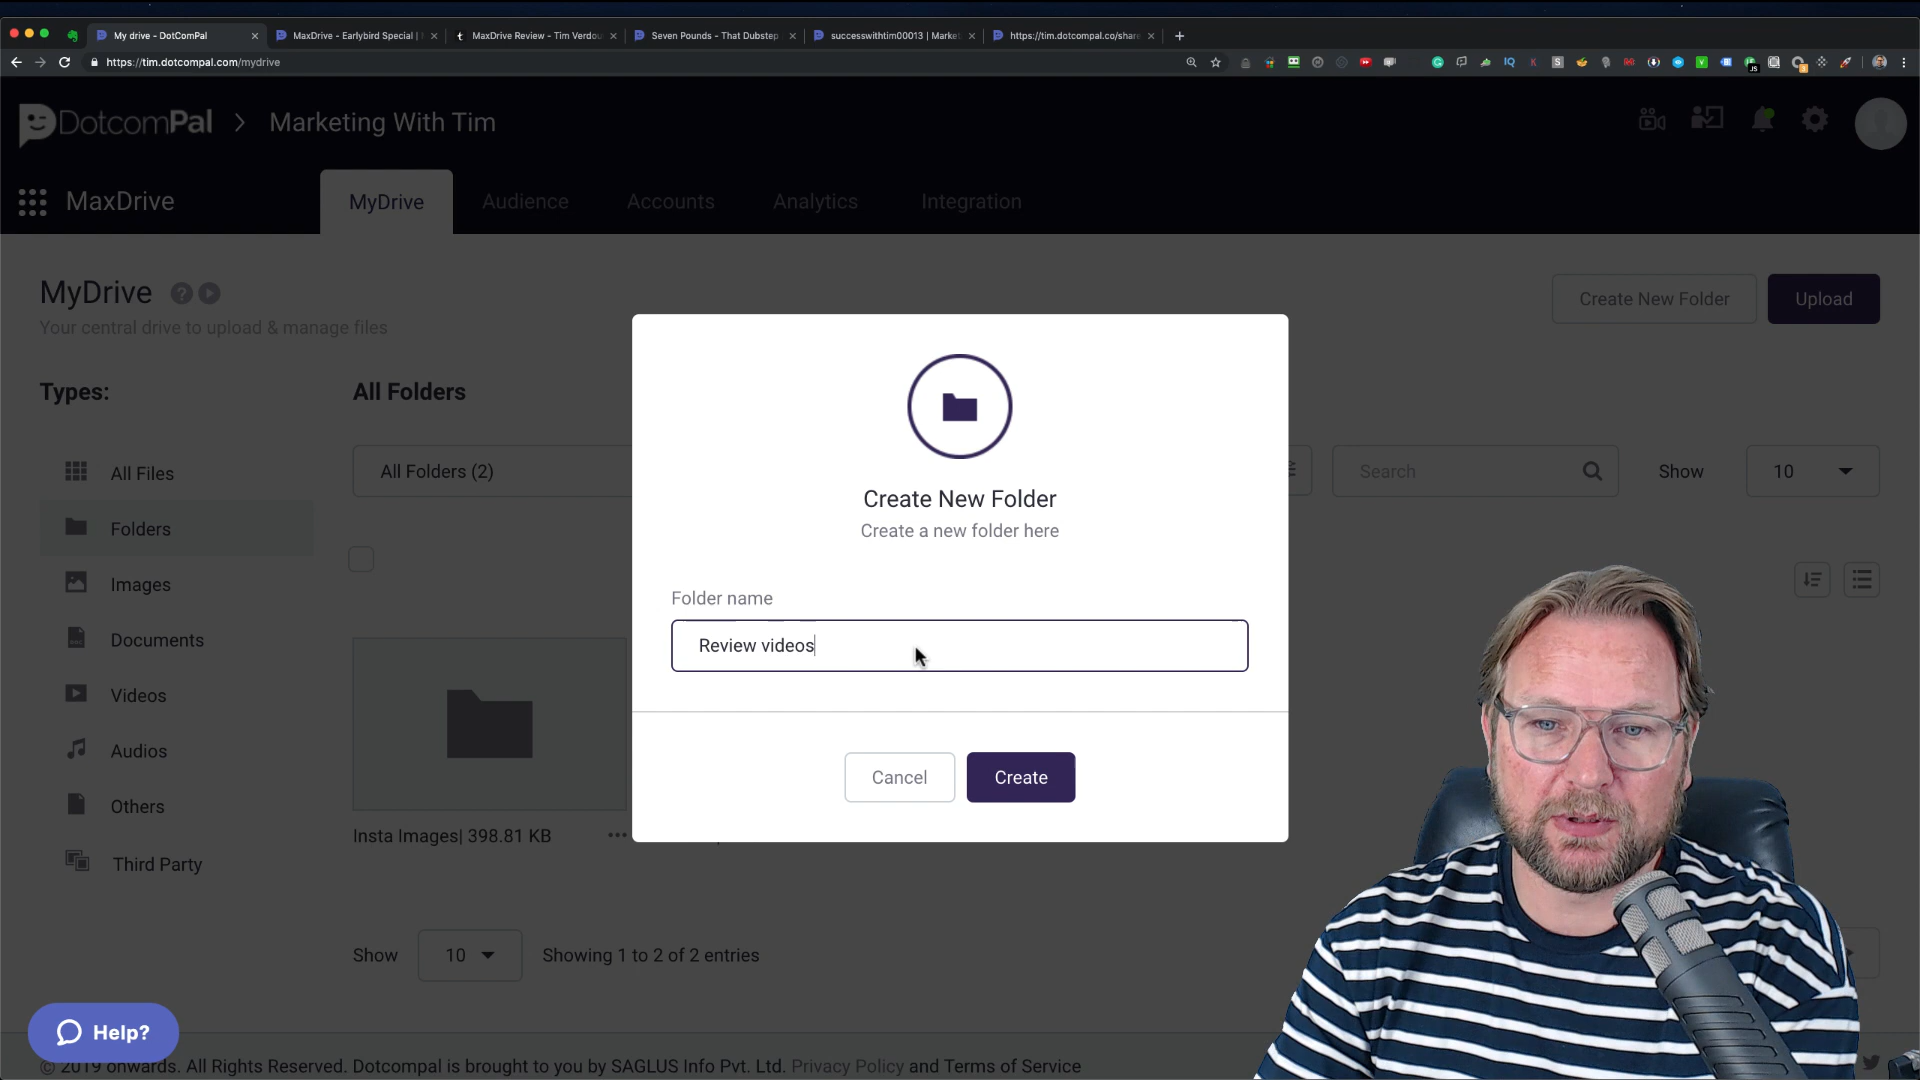 My drive - DotComPal
MaxDrive - Earlybird Special |
MaxDrive Review - Tim Verdou
Seven Pounds - That Dubstep
successwithtim00013 | Market
https://tim.dotcompal.co/share
https://tim.dotcompal.com/mydrive
DotcomPal > Marketing With Tim
MaxDrive
MyDrive
Audience
Accounts
Analytics
Integration
MyDrive
Your central drive to upload & manage files
Create New Folder
Upload
Types:
All Files
Folders
Images
Documents
Videos
Audios
Others
Third Party
All Folders
All Folders (2)
Search
Show
10
Insta Images| 398.81 KB
Create New Folder
Create a new folder here
Folder name
Review videos
Cancel
Create
Show
10
Showing 1 to 2 of 2 entries
Help?
© 2019 onwards. All Rights Reserved. Dotcompal is brought to you by SAGLUS Info Pvt. Ltd. Privacy Policy and Terms of Service